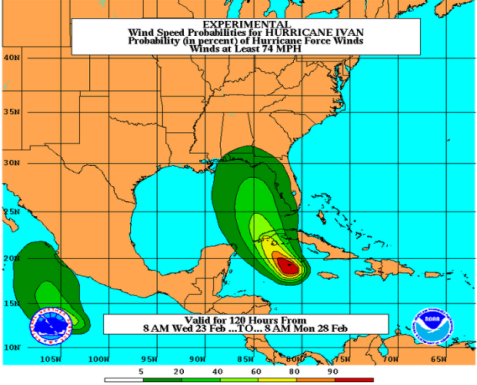 EXPERIMENTAL
Wind Speed Probabilities for HURRICANE IVAN
Probability (in percent) of Hurricane Force Winds
Winds at Least 74 MPH
40N
35N
30N
25N
20N
15N
10N
Valid for 120 Hours From
8 AM Wed 23 Feb ...TO... 8 AM Mon 28 Feb
NOAA
105W 100W 95W 90W 85W 80W 75W 70W 65W
5 20 40 60 80 90